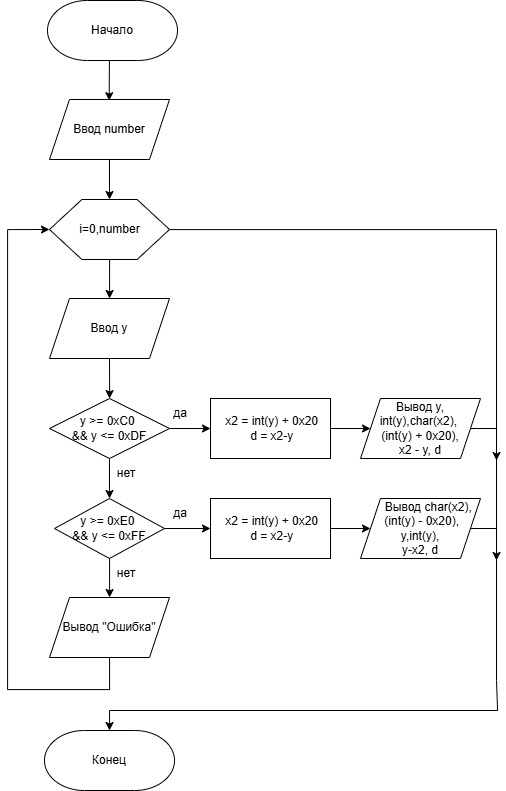 Начало
Ввод number
i=0,number
Ввод y
y >= 0xC0
&& y <= 0xDF
да
x2 = int(y) + 0x20
d = x2-y
Вывод y,
int(y),char(x2),
(int(y) + 0x20),
x2 - y, d
нет
y >= 0xE0
&& y <= 0xFF
да
x2 = int(y) + 0x20
d = x2-y
Вывод char(x2),
(int(y) - 0x20),
y,int(y),
y-x2, d
нет
Вывод "Ошибка"
Конец